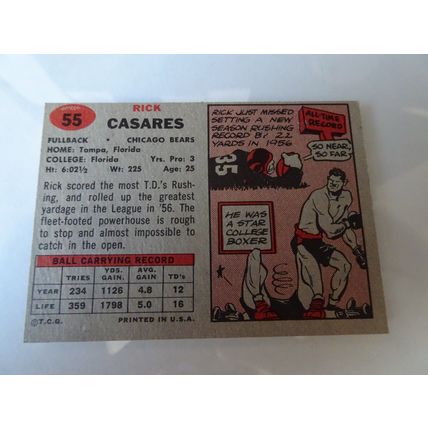 55
RICK
CASARES
FULLBACK • CHICAGO BEARS
HOME: Tampa, Florida
COLLEGE: Florida Yrs. Pro: 3
Ht: 6:02½ Wt: 225 Age: 25
Rick scored the most T.D.'s Rush-
ing, and rolled up the greatest
yardage in the League in '56. The
fleet-footed powerhouse is rough
to stop and almost impossible to
catch in the open.
BALL CARRYING RECORD
TRIES YDS. GAIN. AVG. GAIN TD's
YEAR 234 1126 4.8 12
LIFE 359 1798 5.0 16
©T.C.G. PRINTED IN U.S.A.
RICK JUST MISSED
SETTING A NEW
SEASON RUSHING
RECORD BY 22
YARDS IN 1956
ALL-TIME
RECORD
SO NEAR,
SO FAR
35
HE WAS
A STAR
COLLEGE
BOXER